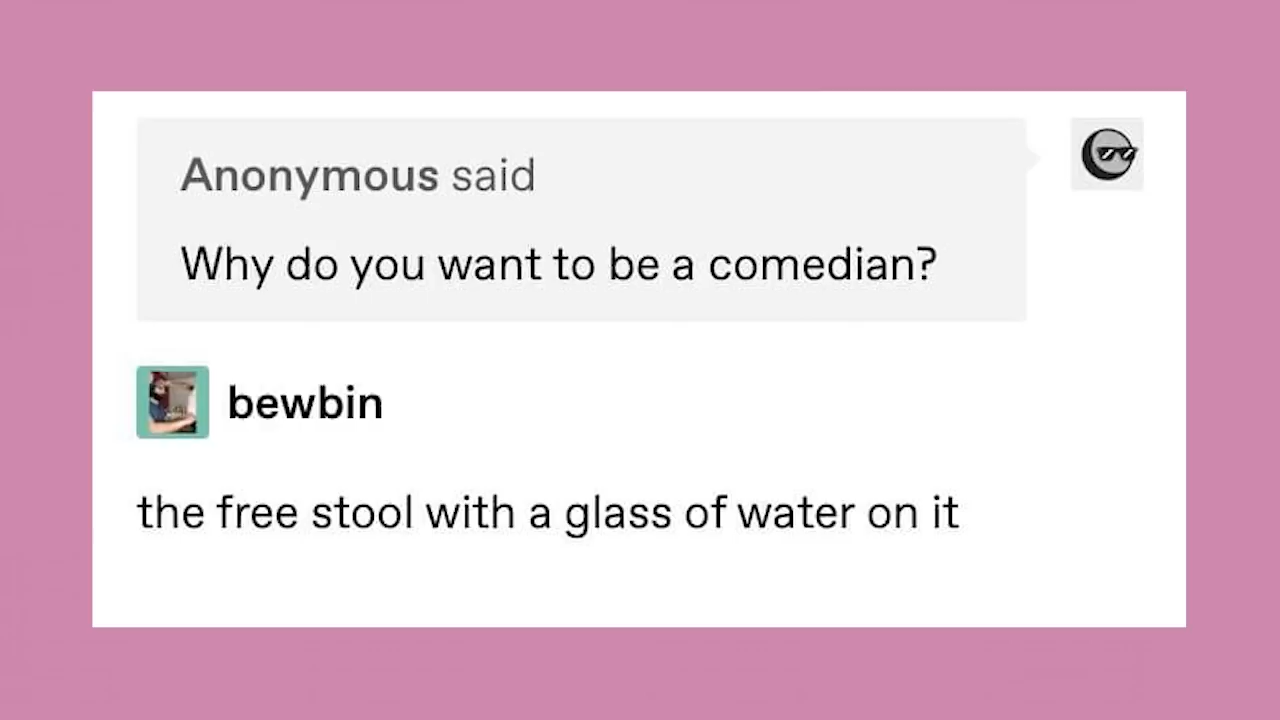 Anonymous said
Why do you want to be a comedian?
bewbin
the free stool with a glass of water on it